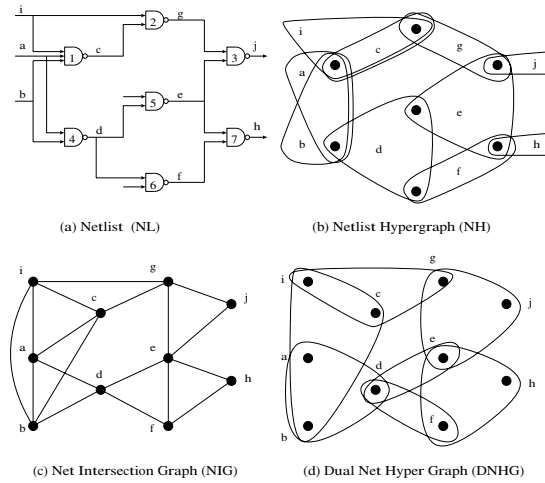 i
g
2
a
c
j
1
3
b
e
5
d
h
4
7
f
6
(a) Netlist (NL)
i
c
g
a
j
e
b
d
h
f
(b) Netlist Hypergraph (NH)
i
g
c
j
a
e
d
h
b
f
(c) Net Intersection Graph (NIG)
g
i
c
j
e
a
d
h
f
b
(d) Dual Net Hyper Graph (DNHG)